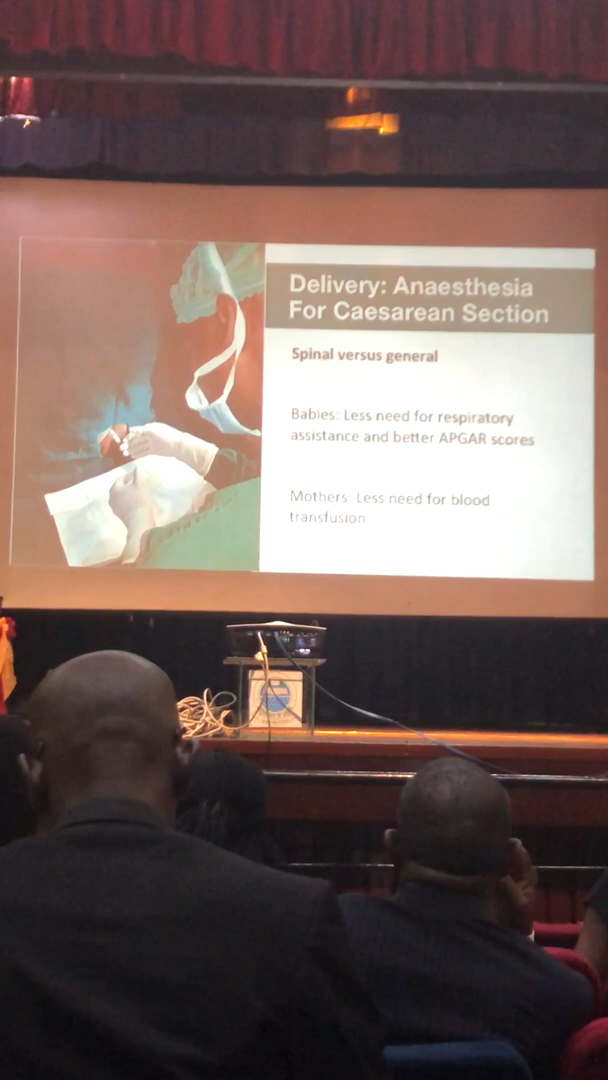 Delivery: Anaesthesia
For Caesarean Section
Spinal versus general
Babies: Less need for respiratory
assistance and better APGAR scores
Mothers: Less need for blood
transfusion